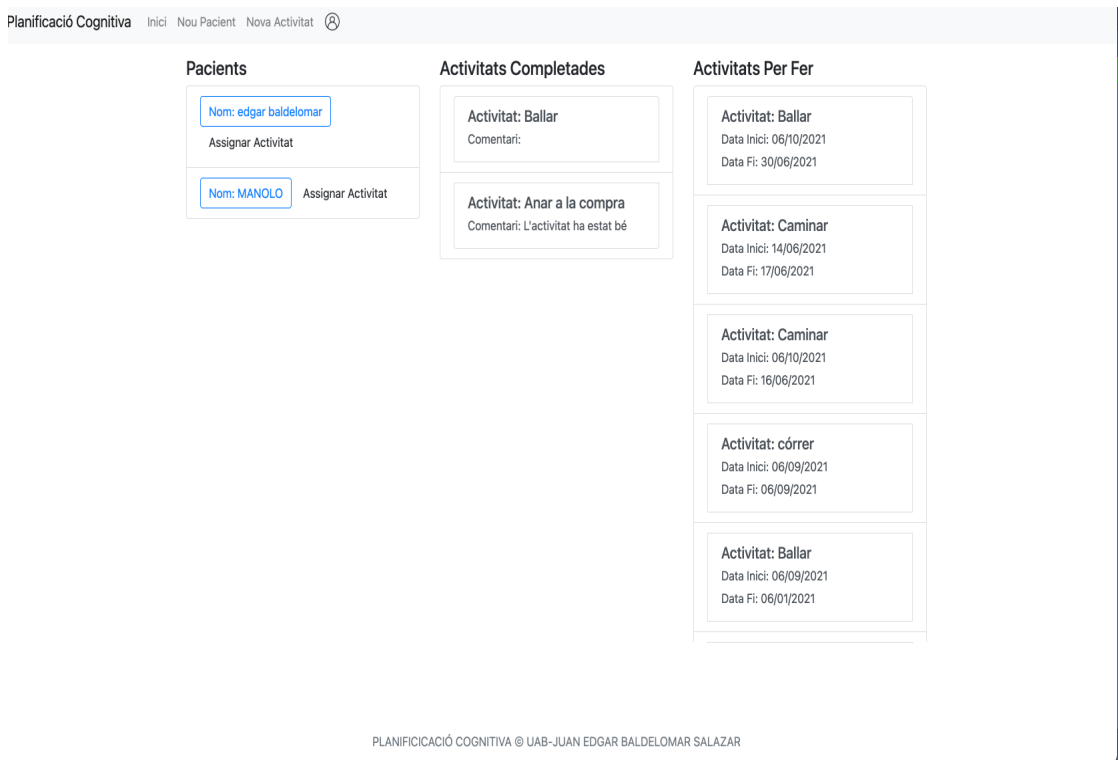 Planificació Cognitiva Inici Nou Pacient Nova Activitat
Pacients
Nom: edgar baldelomar
Assignar Activitat
Nom: MANOLO Assignar Activitat
Activitats Completades
Activitat: Ballar
Comentari:
Activitat: Anar a la compra
Comentari: L'activitat ha estat bé
Activitats Per Fer
Activitat: Ballar
Data Inici: 06/10/2021
Data Fi: 30/06/2021
Activitat: Caminar
Data Inici: 14/06/2021
Data Fi: 17/06/2021
Activitat: Caminar
Data Inici: 06/10/2021
Data Fi: 16/06/2021
Activitat: córrer
Data Inici: 06/09/2021
Data Fi: 06/09/2021
Activitat: Ballar
Data Inici: 06/09/2021
Data Fi: 06/01/2021
PLANIFICICACIÓ COGNITIVA © UAB-JUAN EDGAR BALDELOMAR SALAZAR